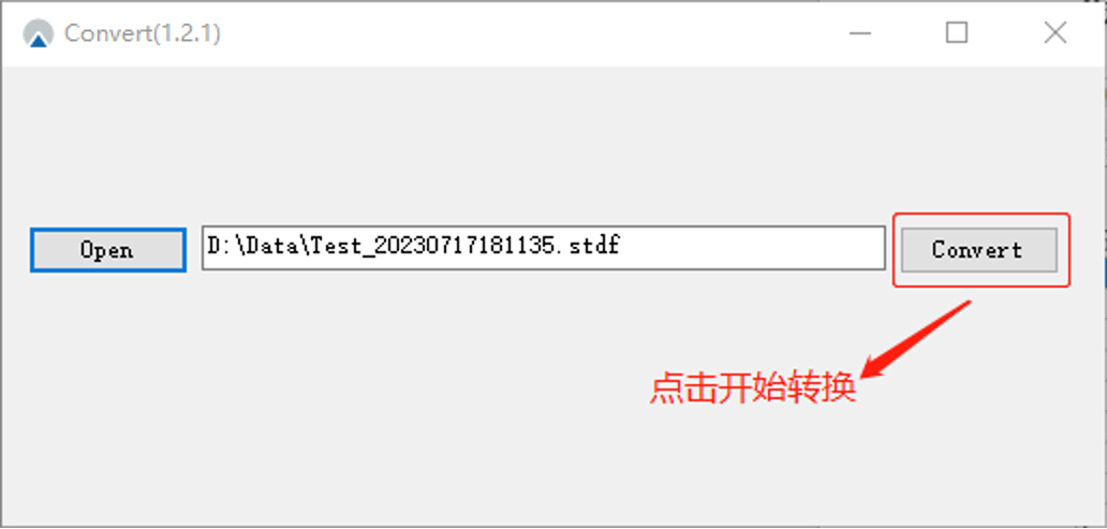 Convert(1.2.1)
Open
D:\Data\Test_20230717181135.stdf
Convert
点击开始转换